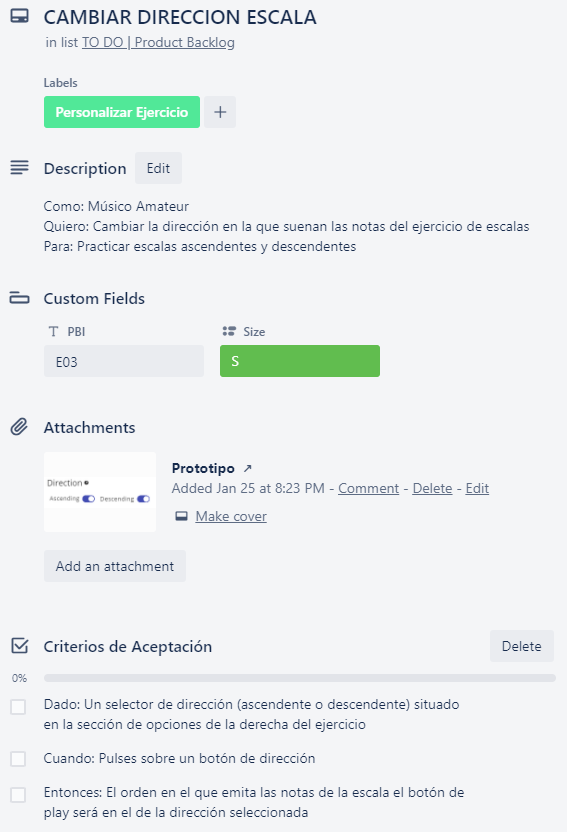 CAMBIAR DIRECCION ESCALA
in list TO DO | Product Backlog
Labels
Personalizar Ejercicio +
Description Edit
Como: Músico Amateur
Quiero: Cambiar la dirección en la que suenan las notas del ejercicio de escalas
Para: Practicar escalas ascendentes y descendentes
Custom Fields
PBI Size
E03 S
Attachments
Direction
Ascending Descending
Prototipo ↗
Added Jan 25 at 8:23 PM - Comment - Delete - Edit
Make cover
Add an attachment
Criterios de Aceptación Delete
0%
Dado: Un selector de dirección (ascendente o descendente) situado
en la sección de opciones de la derecha del ejercicio
Cuando: Pulses sobre un botón de dirección
Entonces: El orden en el que emita las notas de la escala el botón de
play será en el de la dirección seleccionada